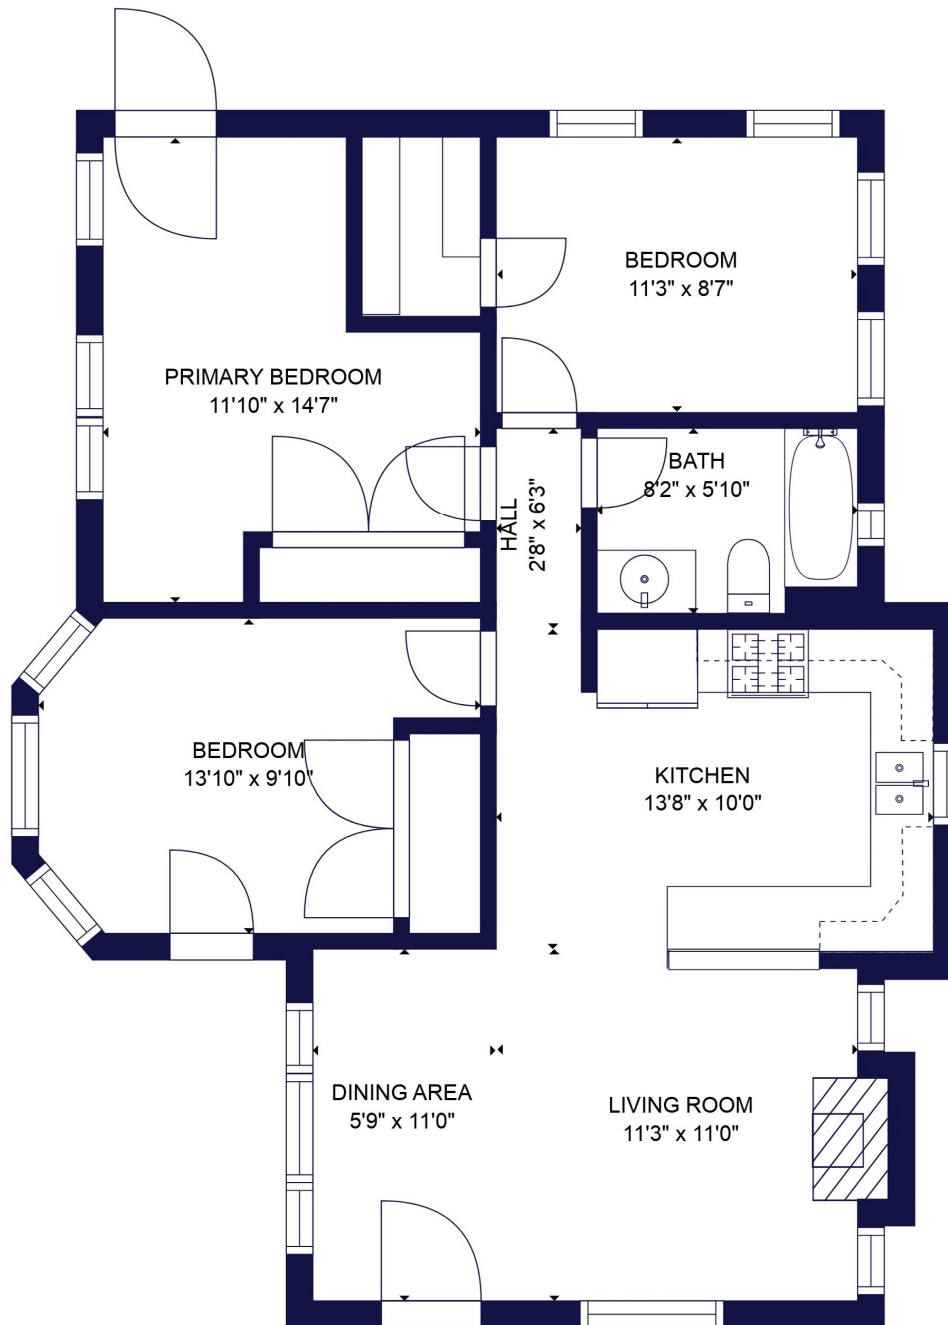 BEDROOM
11'3" x 8'7"
PRIMARY BEDROOM
11'10" x 14'7"
BATH
8'2" x 5'10"
HALL
2'8" x 6'3"
BEDROOM
13'10" x 9'10"
KITCHEN
13'8" x 10'0"
DINING AREA
5'9" x 11'0"
LIVING ROOM
11'3" x 11'0"